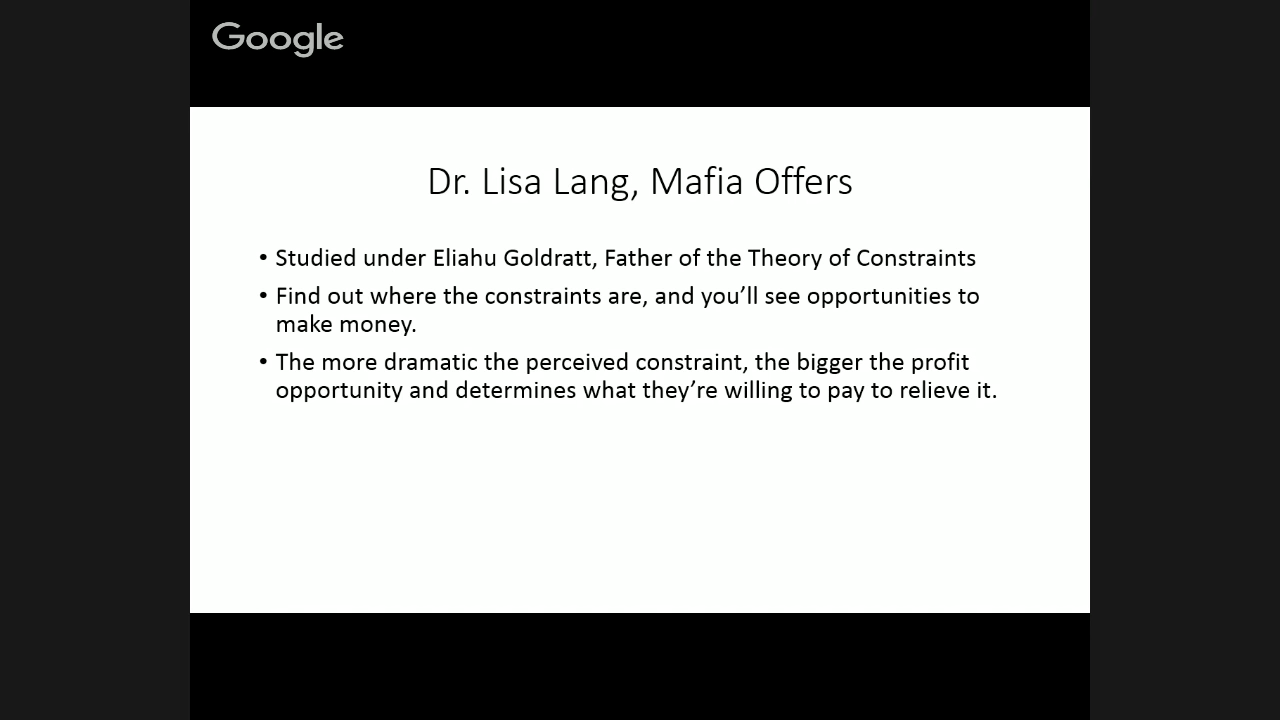 Google
Dr. Lisa Lang, Mafia Offers
• Studied under Eliahu Goldratt, Father of the Theory of Constraints
• Find out where the constraints are, and you’ll see opportunities to
make money.
• The more dramatic the perceived constraint, the bigger the profit
opportunity and determines what they’re willing to pay to relieve it.